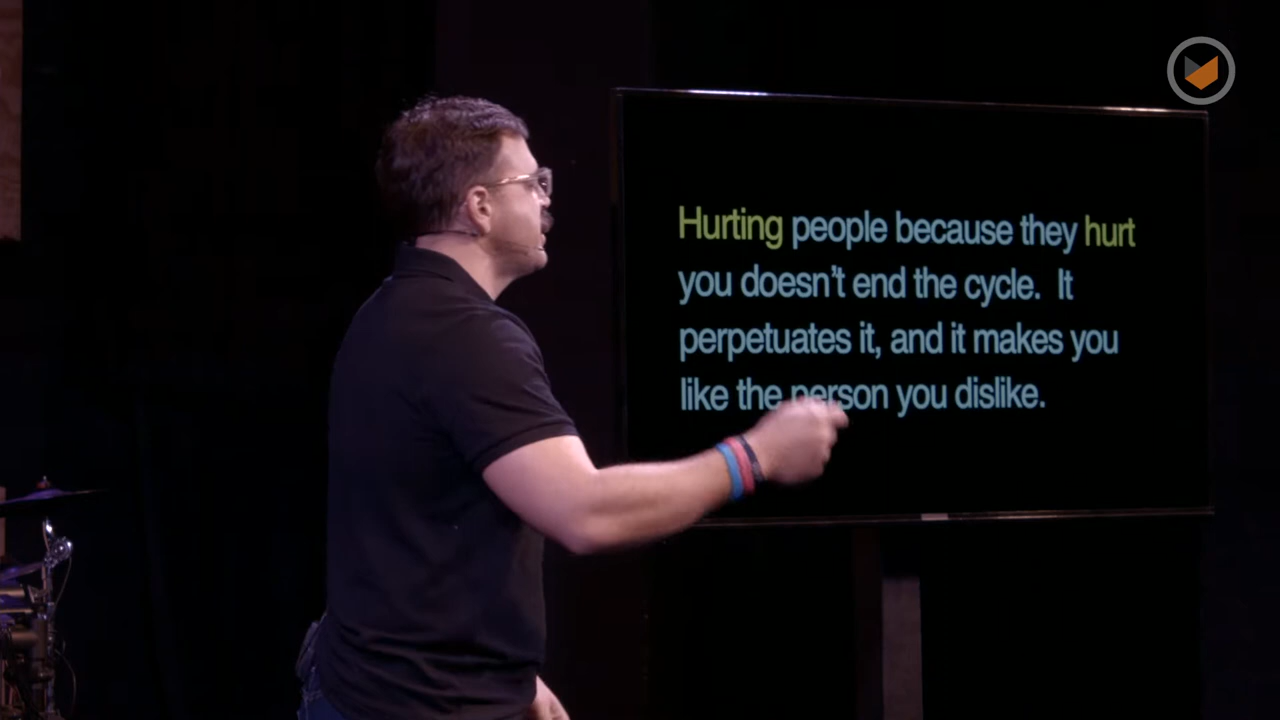 Hurting people because they hurt
you doesn't end the cycle.  It
perpetuates it, and it makes you
like the person you dislike.